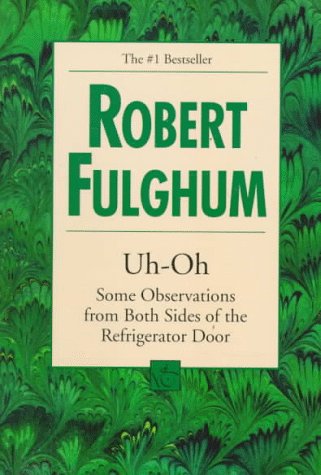 The #1 Bestseller
ROBERT
FULGHUM
Uh-Oh
Some Observations
from Both Sides of the
Refrigerator Door